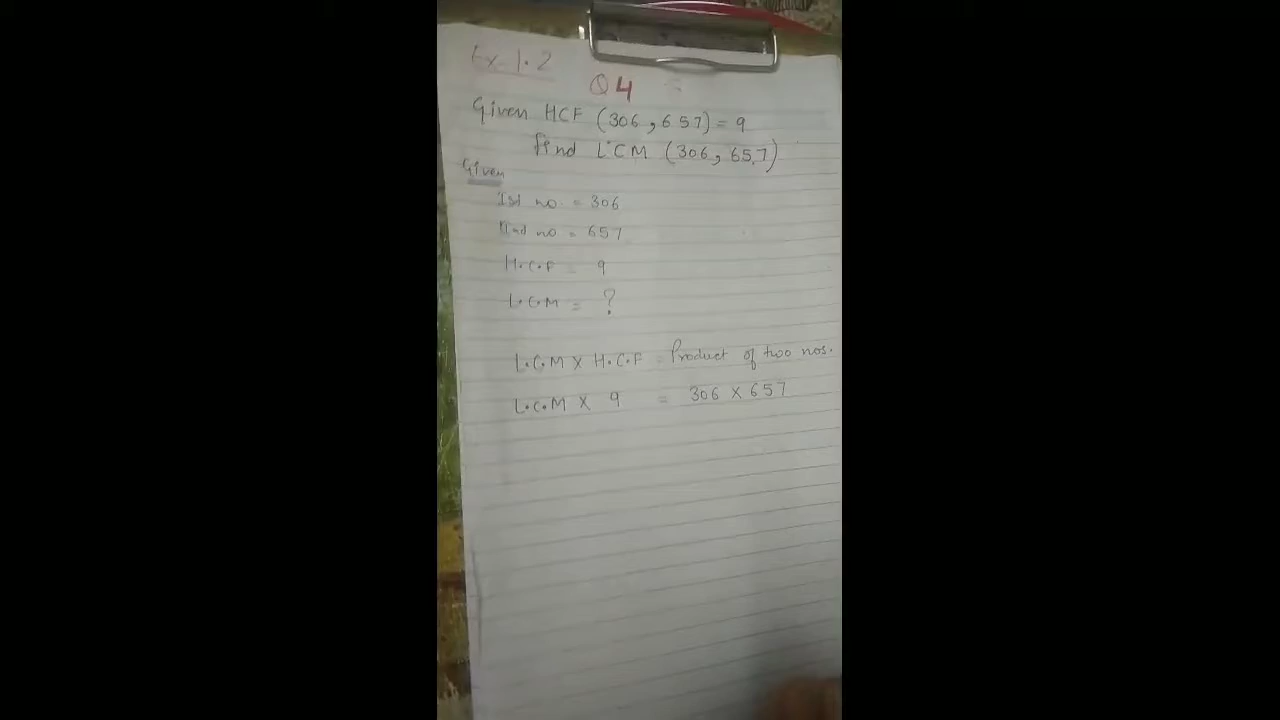 Ex 1.2
Q4
Given HCF (306, 657) = 9
find L.C.M (306, 657)
Given
Ist no. = 306
IInd no = 657
H.C.F = 9
L.C.M = ?
L.C.M X H.C.F = Product of two nos.
L.C.M X 9 = 306 X 657